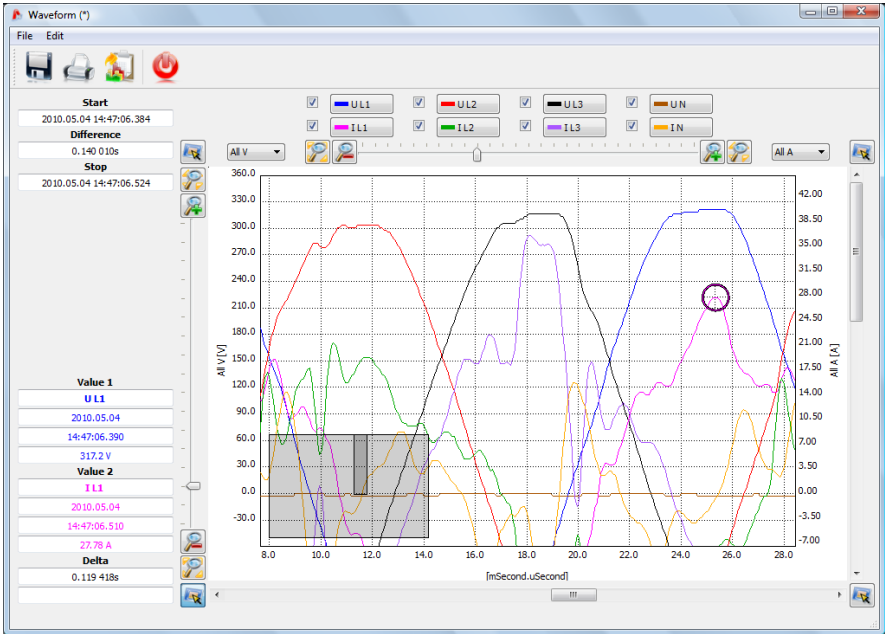 Waveform (*)
File Edit
Start
2010.05.04 14:47:06.384
Difference
0.140 010s
Stop
2010.05.04 14:47:06.524
U L1 U L2 U L3 U N
I L1 I L2 I L3 I N
All V All A
360.0
330.0
300.0
270.0
240.0
210.0
180.0
150.0
120.0
90.0
60.0
30.0
0.0
-30.0
All V [V]
42.00
38.50
35.00
31.50
28.00
24.50
21.00
17.50
14.00
10.50
7.00
3.50
0.00
-3.50
-7.00
All A [A]
8.0 10.0 12.0 14.0 16.0 18.0 20.0 22.0 24.0 26.0 28.0
[mSecond.uSecond]
Value 1
U L1
2010.05.04
14:47:06.390
317.2 V
Value 2
I L1
2010.05.04
14:47:06.510
27.78 A
Delta
0.119 418s